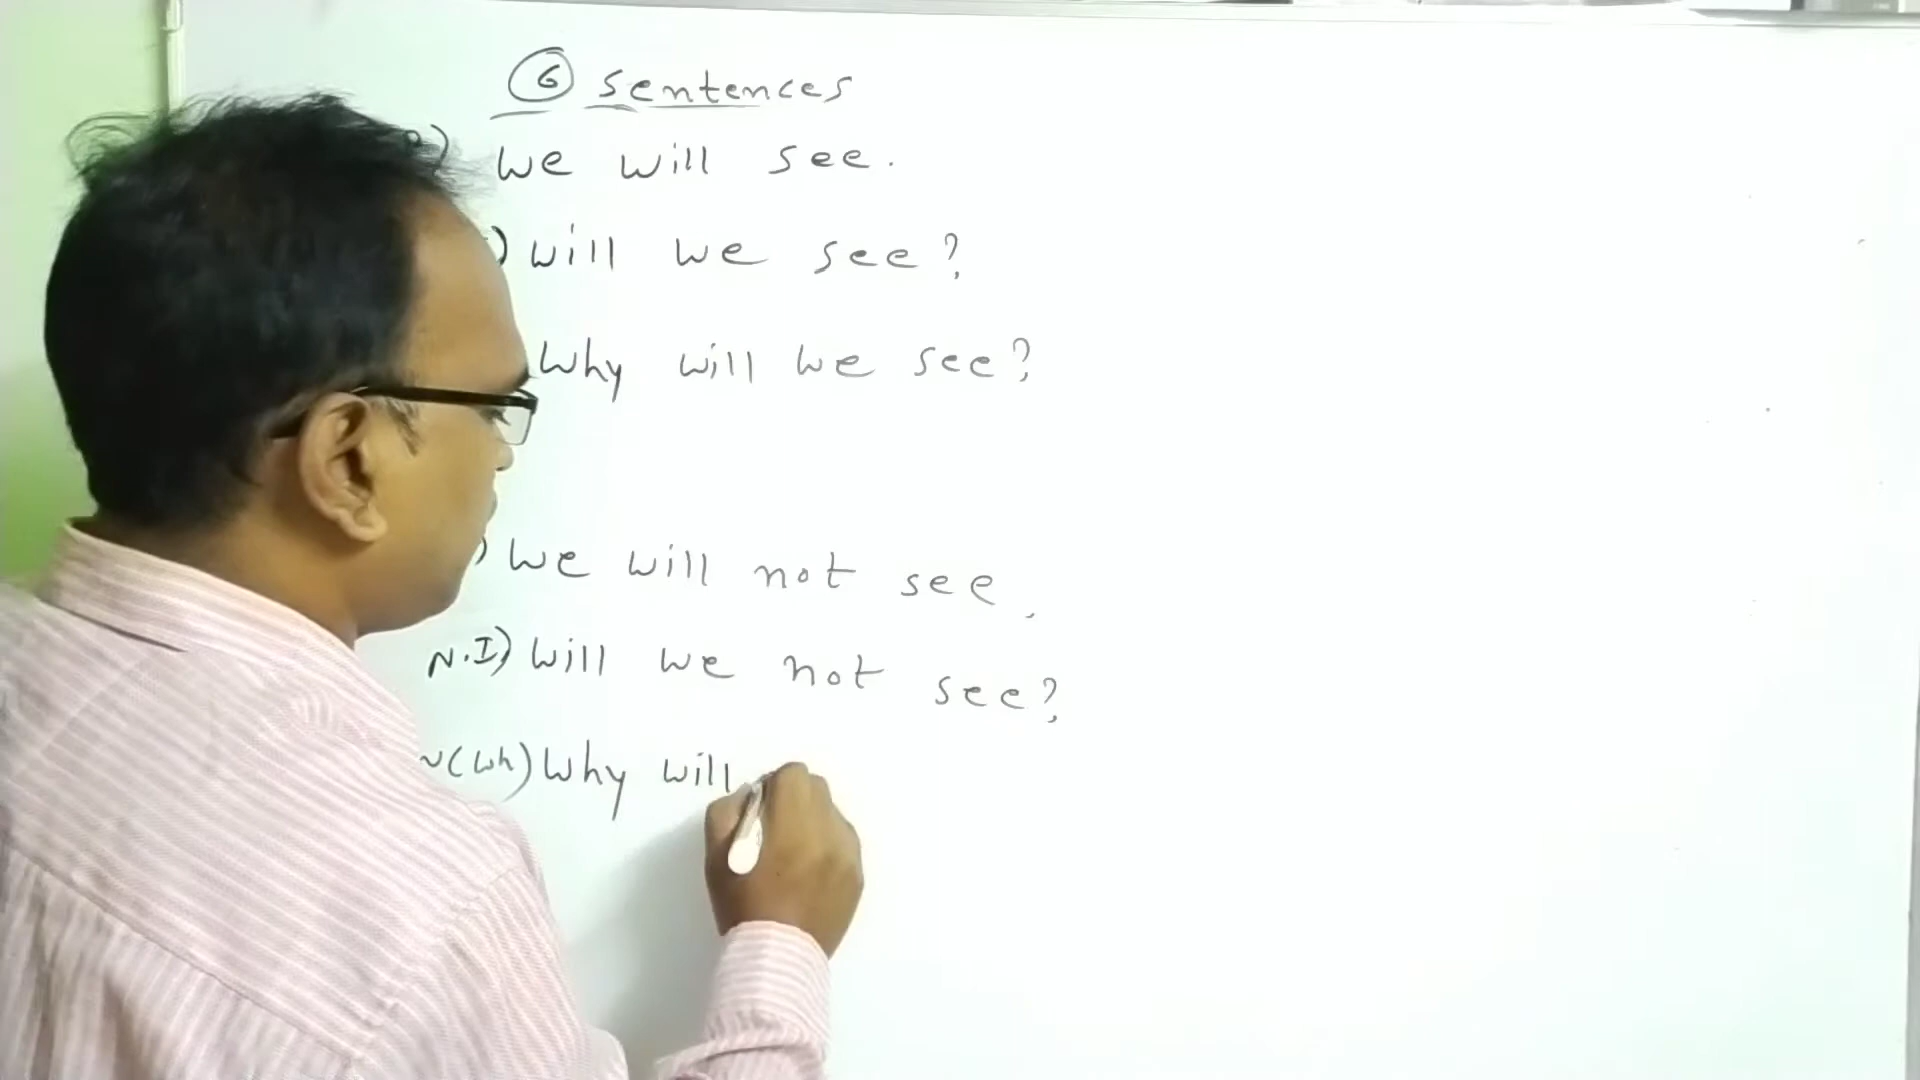 6 sentences
) We will see.
) Will we see?
Why will we see?
) We will not see.
N.I) Will we not see?
N(Wh) Why will